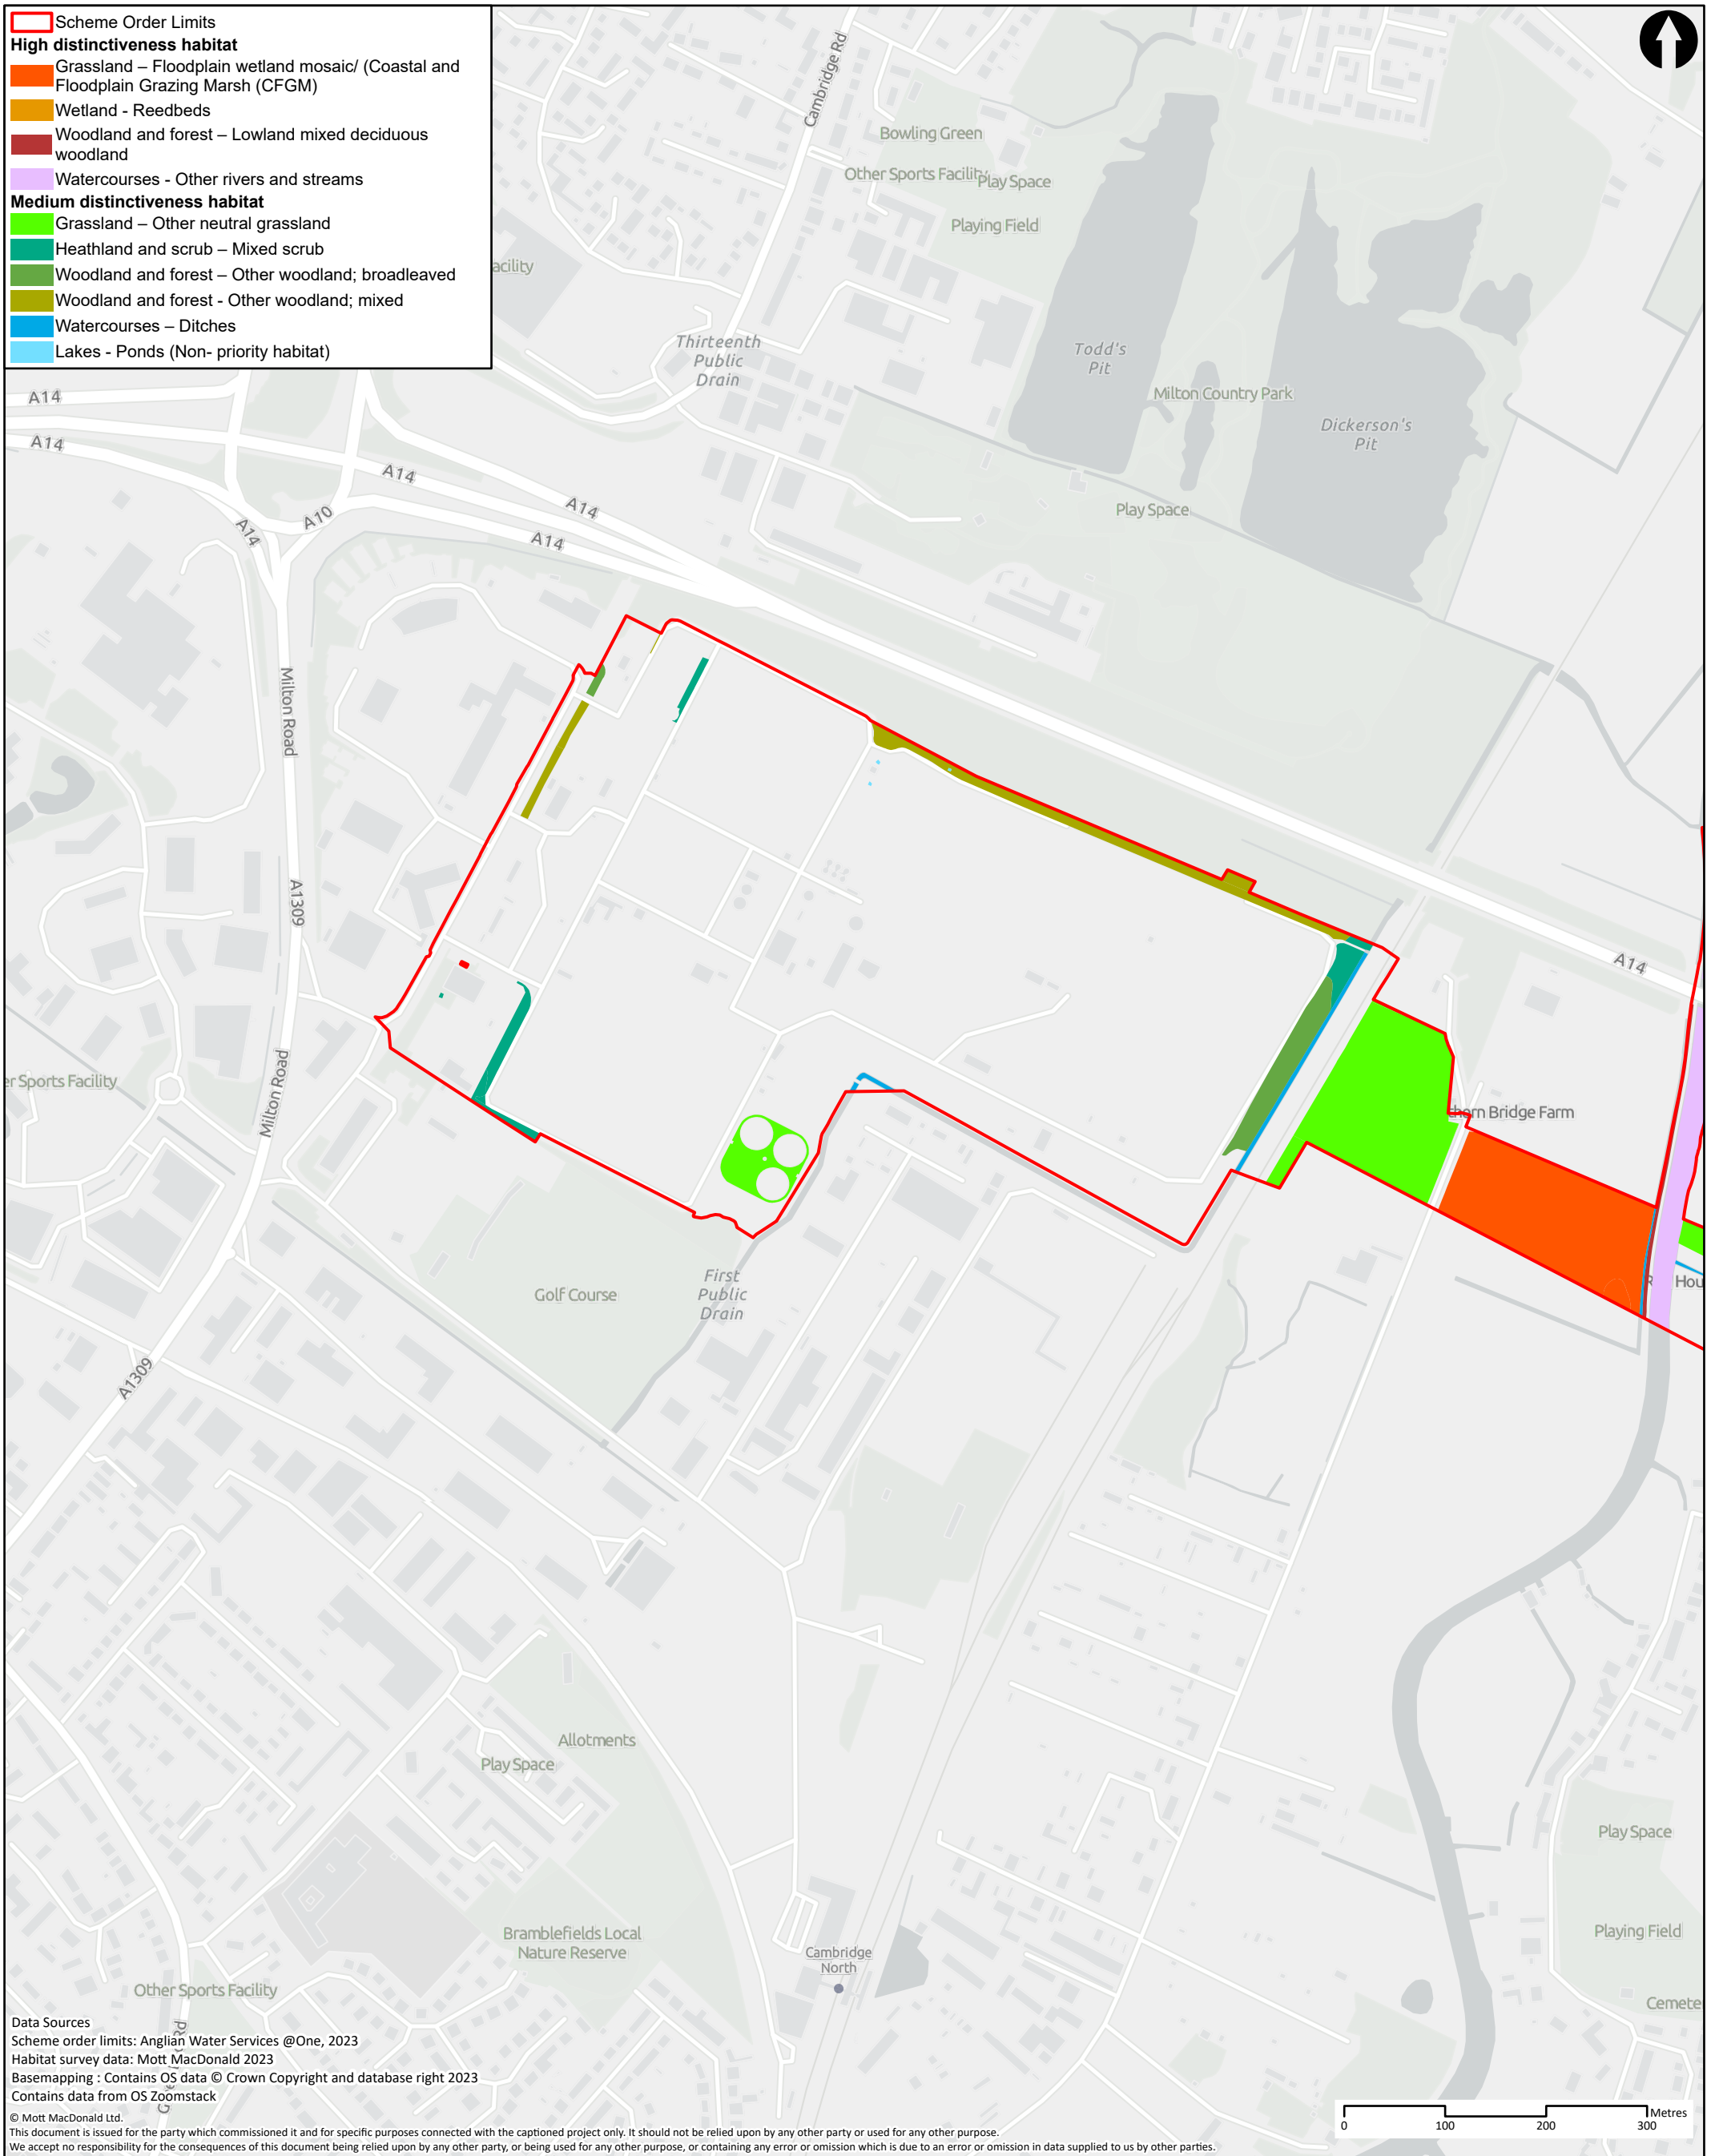 Scheme Order Limits
High distinctiveness habitat
Grassland – Floodplain wetland mosaic/ (Coastal and
Floodplain Grazing Marsh (CFGM)
Wetland - Reedbeds
Woodland and forest – Lowland mixed deciduous
woodland
Watercourses - Other rivers and streams
Medium distinctiveness habitat
Grassland – Other neutral grassland
Heathland and scrub – Mixed scrub
Woodland and forest – Other woodland; broadleaved
Woodland and forest - Other woodland; mixed
Watercourses – Ditches
Lakes - Ponds (Non- priority habitat)
Cambridge Rd
Bowling Green
Other Sports Facility
Play Space
Playing Field
acility
Thirteenth
Public
Drain
Todd's
Pit
Milton Country Park
Dickerson's
Pit
Play Space
A14
A14
A14
A14
A14
A14
A10
Milton Road
A1309
A14
er Sports Facility
Milton Road
thorn Bridge Farm
Hou
First
Public
Drain
Golf Course
A1309
Allotments
Play Space
Play Space
Bramblefields Local
Nature Reserve
Cambridge
North
Playing Field
Other Sports Facility
Cemete
Data Sources
Scheme order limits: Anglian Water Services @One, 2023
Habitat survey data: Mott MacDonald 2023
Basemapping : Contains OS data © Crown Copyright and database right 2023
Contains data from OS Zoomstack
© Mott MacDonald Ltd.
This document is issued for the party which commissioned it and for specific purposes connected with the captioned project only. It should not be relied upon by any other party or used for any other purpose.
We accept no responsibility for the consequences of this document being relied upon by any other party, or being used for any other purpose, or containing any error or omission which is due to an error or omission in data supplied to us by other parties.
Metres
0 100 200 300